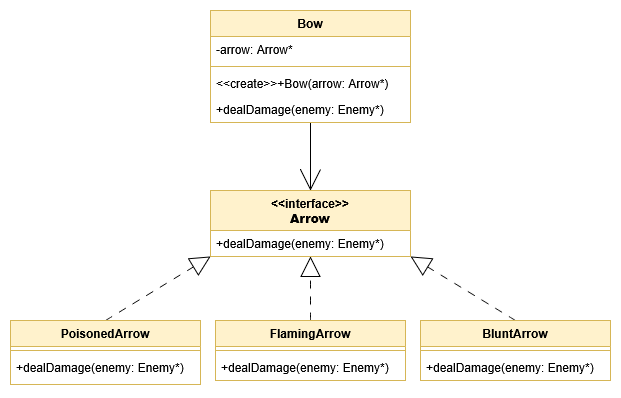 Bow
-arrow: Arrow*
<<create>>+Bow(arrow: Arrow*)
+dealDamage(enemy: Enemy*)
<<interface>>
Arrow
+dealDamage(enemy: Enemy*)
PoisonedArrow
+dealDamage(enemy: Enemy*)
FlamingArrow
+dealDamage(enemy: Enemy*)
BluntArrow
+dealDamage(enemy: Enemy*)